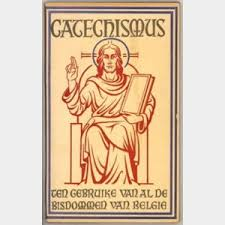 CATECHISMUS
TEN GEBRUIKE VAN AL DE
BISDOMMEN VAN BELGIE